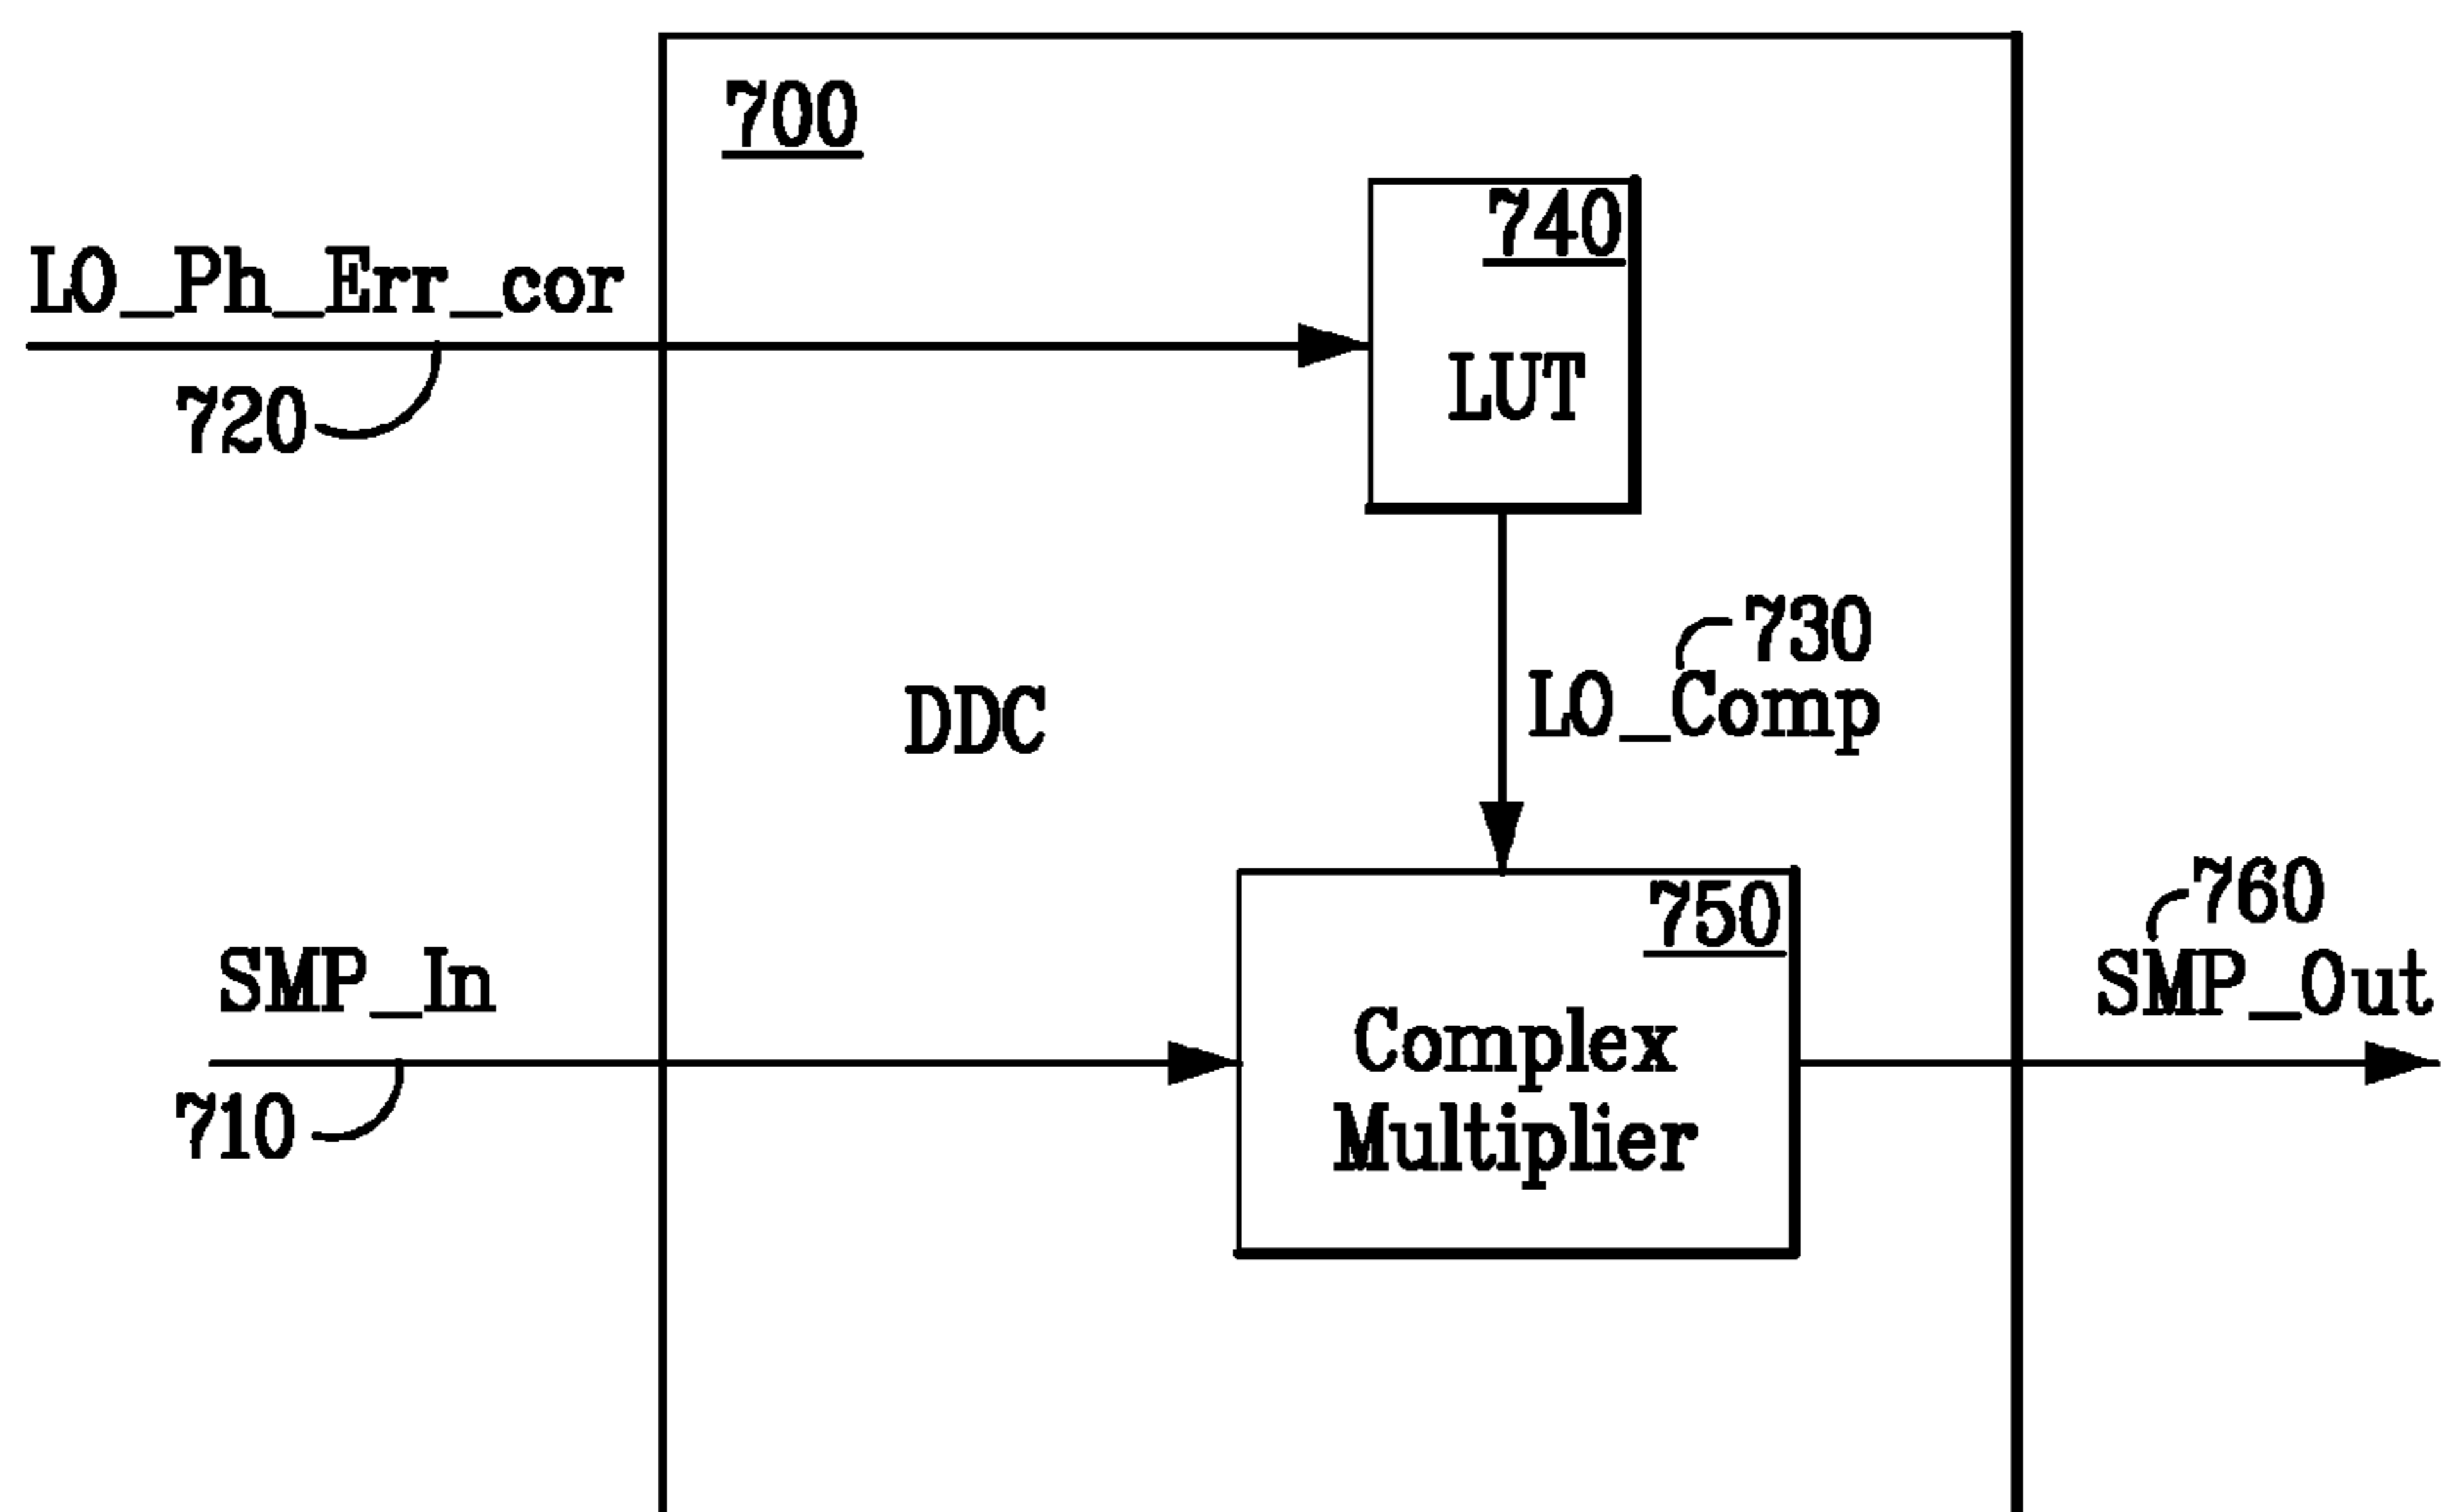 700
740
LO_Ph_Err_cor
LUT
720
730
LO_Comp
DDC
750
760
SMP_In
SMP_Out
Complex
Multiplier
710